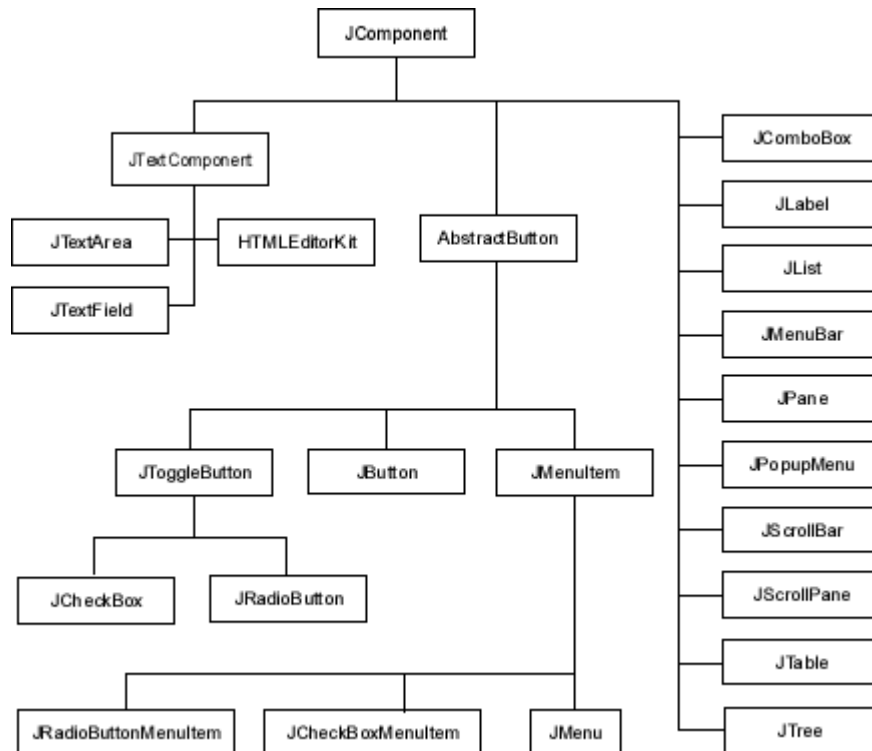 JComponent
JTextComponent
JComboBox
JLabel
JTextArea
HTMLEditorKit
AbstractButton
JList
JTextField
JMenuBar
JPane
JToggleButton
JButton
JMenuItem
JPopupMenu
JScrollBar
JCheckBox
JRadioButton
JScrollPane
JTable
JRadioButtonMenuItem
JCheckBoxMenuItem
JMenu
JTree